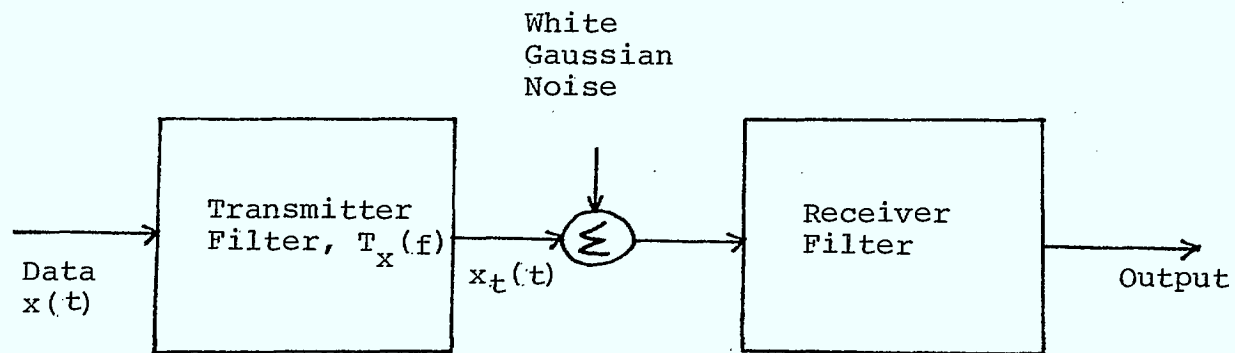 White
Gaussian
Noise
Transmitter
Filter, T_x(f)
Σ
Receiver
Filter
Data
x(t)
x_t(t)
Output